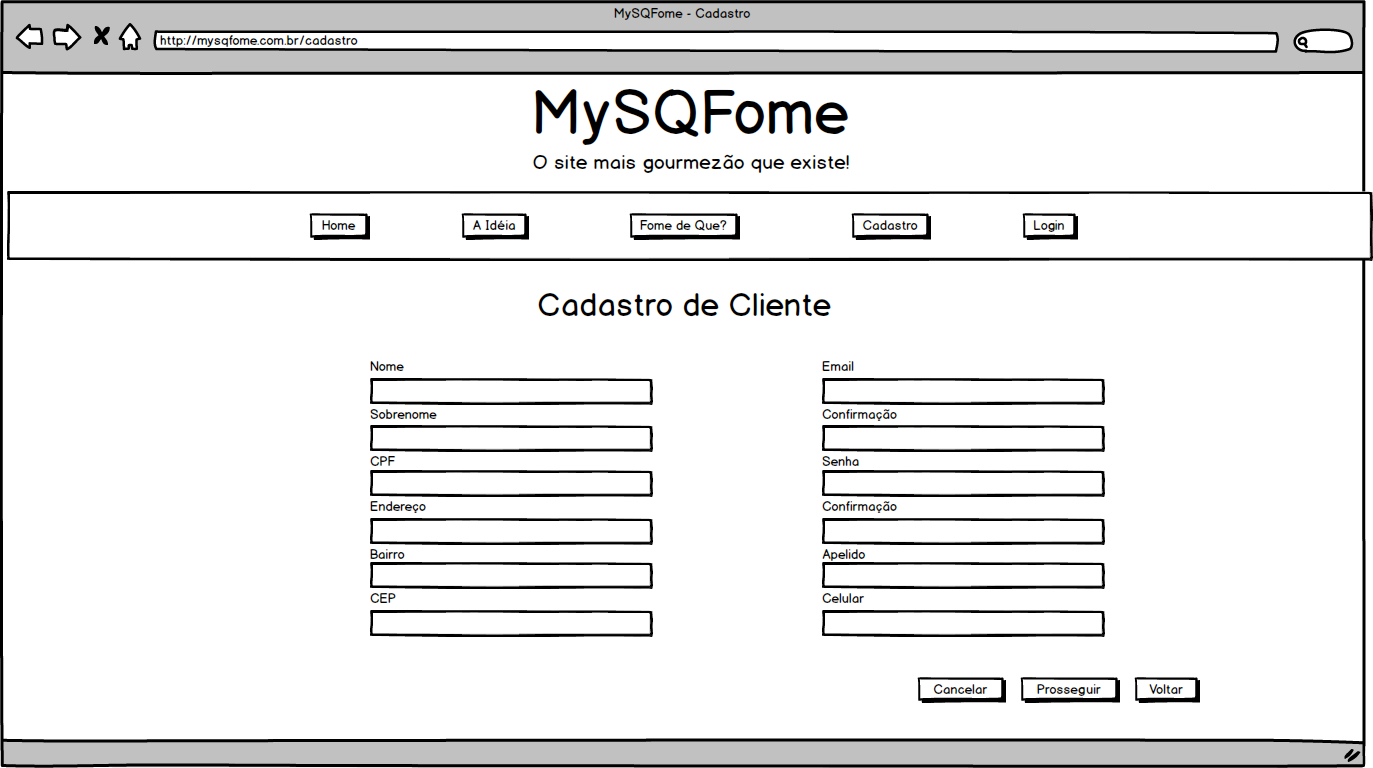 MySQFome - Cadastro
http://mysqfome.com.br/cadastro
MySQFome
O site mais gourmezão que existe!
Home A Idéia Fome de Que? Cadastro Login
Cadastro de Cliente
Nome
Sobrenome
CPF
Endereço
Bairro
CEP
Email
Confirmação
Senha
Confirmação
Apelido
Celular
Cancelar Prosseguir Voltar